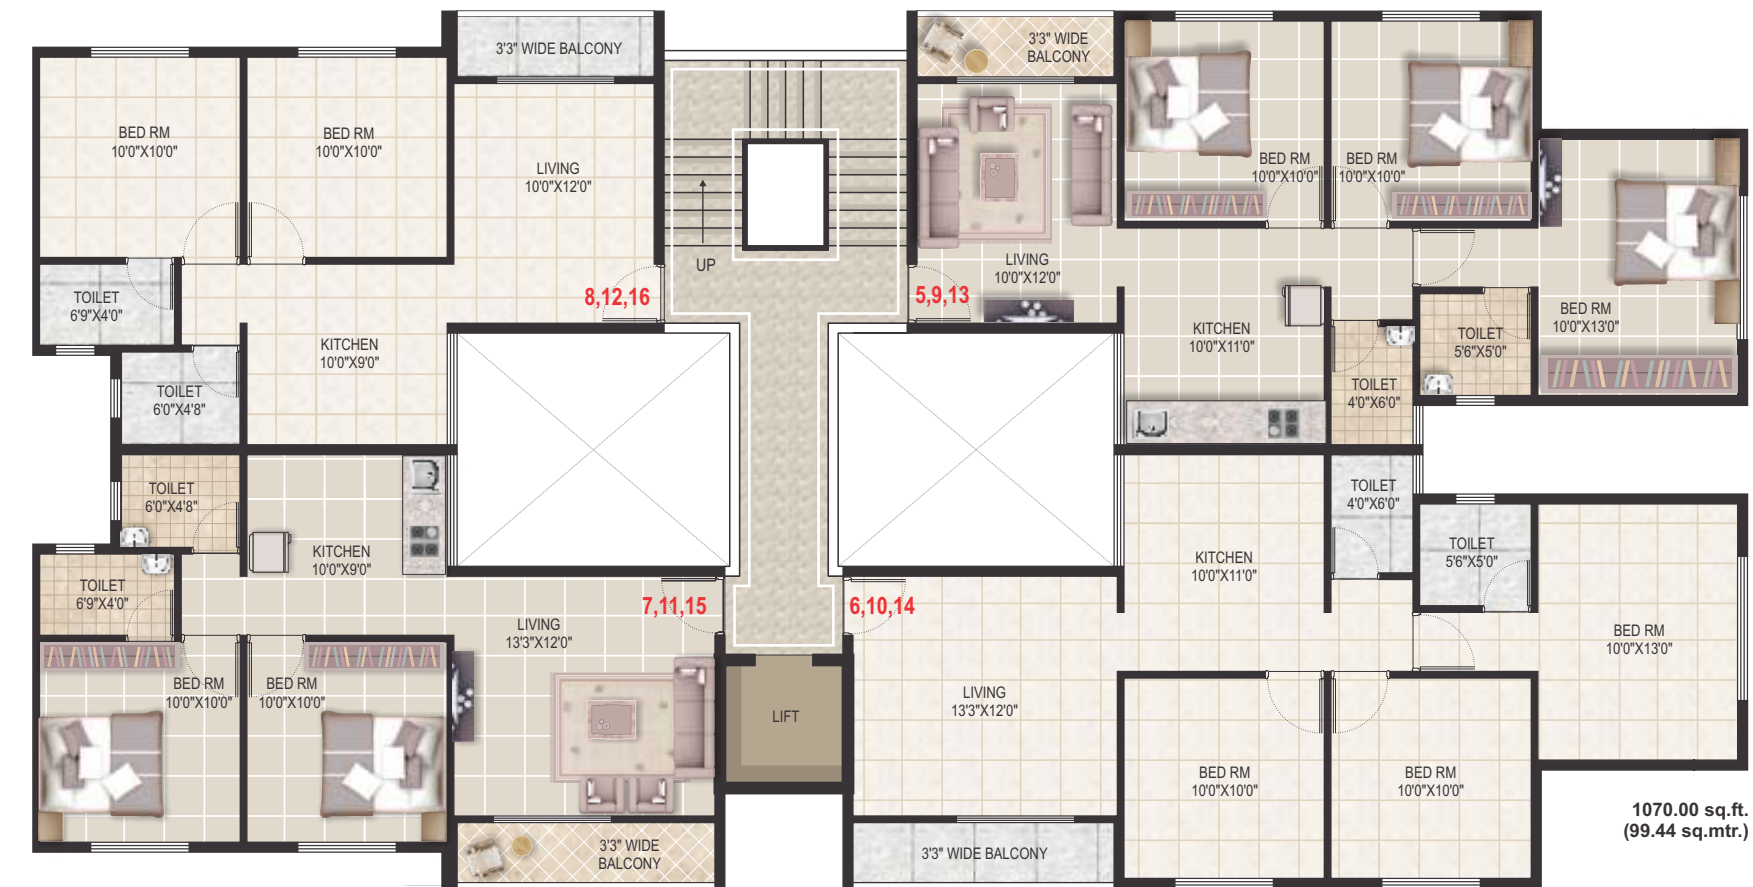 3'3" WIDE BALCONY
3'3" WIDE
BALCONY
BED RM
10'0"X10'0"
BED RM
10'0"X10'0"
LIVING
10'0"X12'0"
BED RM
10'0"X10'0"
BED RM
10'0"X10'0"
UP
LIVING
10'0"X12'0"
TOILET
6'9"X4'0"
8,12,16
5,9,13
BED RM
10'0"X13'0"
KITCHEN
10'0"X9'0"
KITCHEN
10'0"X11'0"
TOILET
5'6"X5'0"
TOILET
6'0"X4'8"
TOILET
4'0"X6'0"
TOILET
6'0"X4'8"
TOILET
4'0"X6'0"
KITCHEN
10'0"X9'0"
KITCHEN
10'0"X11'0"
TOILET
5'6"X5'0"
TOILET
6'9"X4'0"
7,11,15
6,10,14
LIVING
13'3"X12'0"
BED RM
10'0"X13'0"
BED RM
10'0"X10'0"
BED RM
10'0"X10'0"
LIVING
13'3"X12'0"
LIFT
BED RM
10'0"X10'0"
BED RM
10'0"X10'0"
1070.00 sq.ft.
(99.44 sq.mtr.)
3'3" WIDE
BALCONY
3'3" WIDE BALCONY